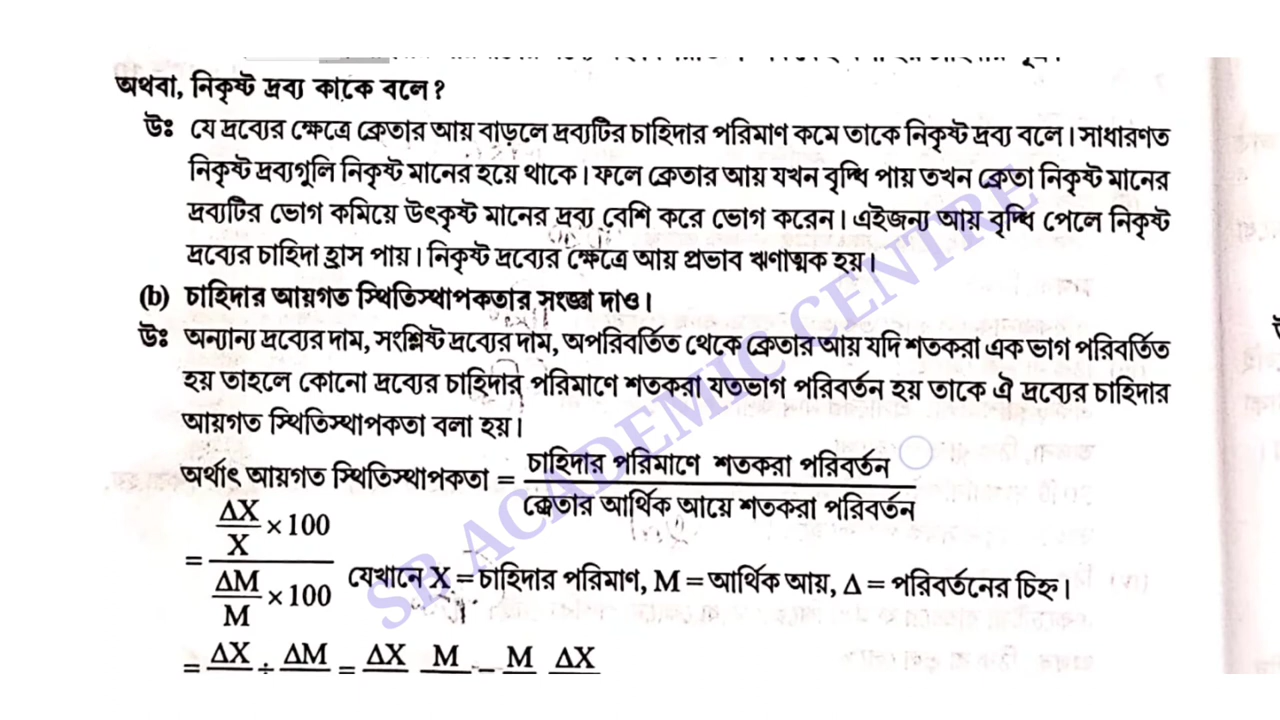 অথবা, নিকৃষ্ট দ্রব্য কাকে বলে?
উঃ যে দ্রব্যের ক্ষেত্রে ক্রেতার আয় বাড়লে দ্রব্যটির চাহিদার পরিমাণ কমে তাকে নিকৃষ্ট দ্রব্য বলে। সাধারণত
নিকৃষ্ট দ্রব্যগুলি নিকৃষ্ট মানের হয়ে থাকে। ফলে ক্রেতার আয় যখন বৃদ্ধি পায় তখন ক্রেতা নিকৃষ্ট মানের
দ্রব্যটির ভোগ কমিয়ে উৎকৃষ্ট মানের দ্রব্য বেশি করে ভোগ করেন। এইজন্য আয় বৃদ্ধি পেলে নিকৃষ্ট
দ্রব্যের চাহিদা হ্রাস পায়। নিকৃষ্ট দ্রব্যের ক্ষেত্রে আয় প্রভাব ঋণাত্মক হয়।
(b) চাহিদার আয়গত স্থিতিস্থাপকতার সংজ্ঞা দাও।
উঃ অন্যান্য দ্রব্যের দাম, সংশ্লিষ্ট দ্রব্যের দাম, অপরিবর্তিত থেকে ক্রেতার আয় যদি শতকরা এক ভাগ পরিবর্তিত
হয় তাহলে কোনো দ্রব্যের চাহিদার পরিমাণে শতকরা যতভাগ পরিবর্তন হয় তাকে ঐ দ্রব্যের চাহিদার
আয়গত স্থিতিস্থাপকতা বলা হয়।
অর্থাৎ আয়গত স্থিতিস্থাপকতা = চাহিদার পরিমাণে শতকরা পরিবর্তন
ক্রেতার আর্থিক আয়ে শতকরা পরিবর্তন
= ΔX/X × 100
ΔM/M × 100 যেখানে X = চাহিদার পরিমাণ, M = আর্থিক আয়, Δ = পরিবর্তনের চিহ্ন।
= ΔX ÷ ΔM = ΔX M = M ΔX
SB ACADEMIC CENTRE